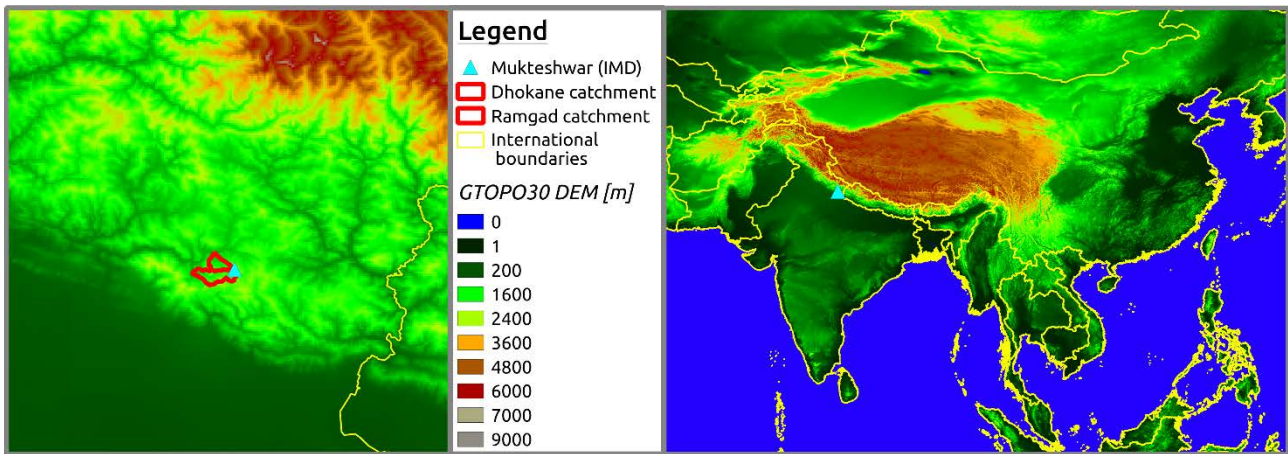 Legend
Mukteshwar (IMD)
Dhokane catchment
Ramgad catchment
International
boundaries
GTOPO30 DEM [m]
0
1
200
1600
2400
3600
4800
6000
7000
9000